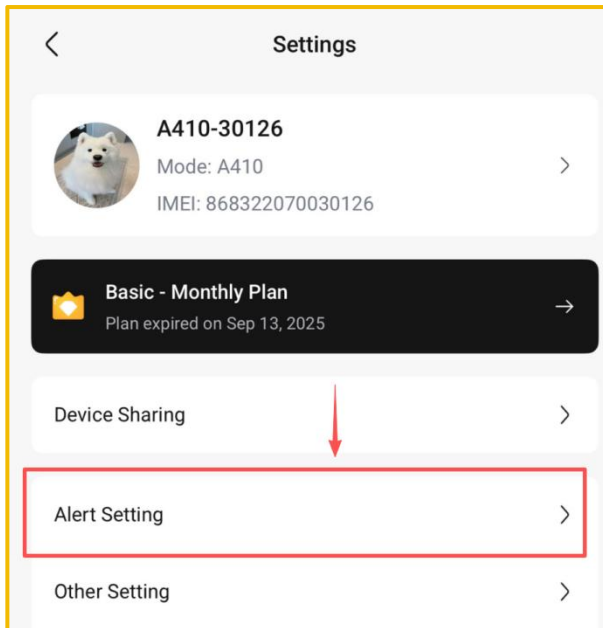 Settings
A410-30126
Mode: A410
IMEI: 868322070030126
Basic - Monthly Plan
Plan expired on Sep 13, 2025
Device Sharing
Alert Setting
Other Setting